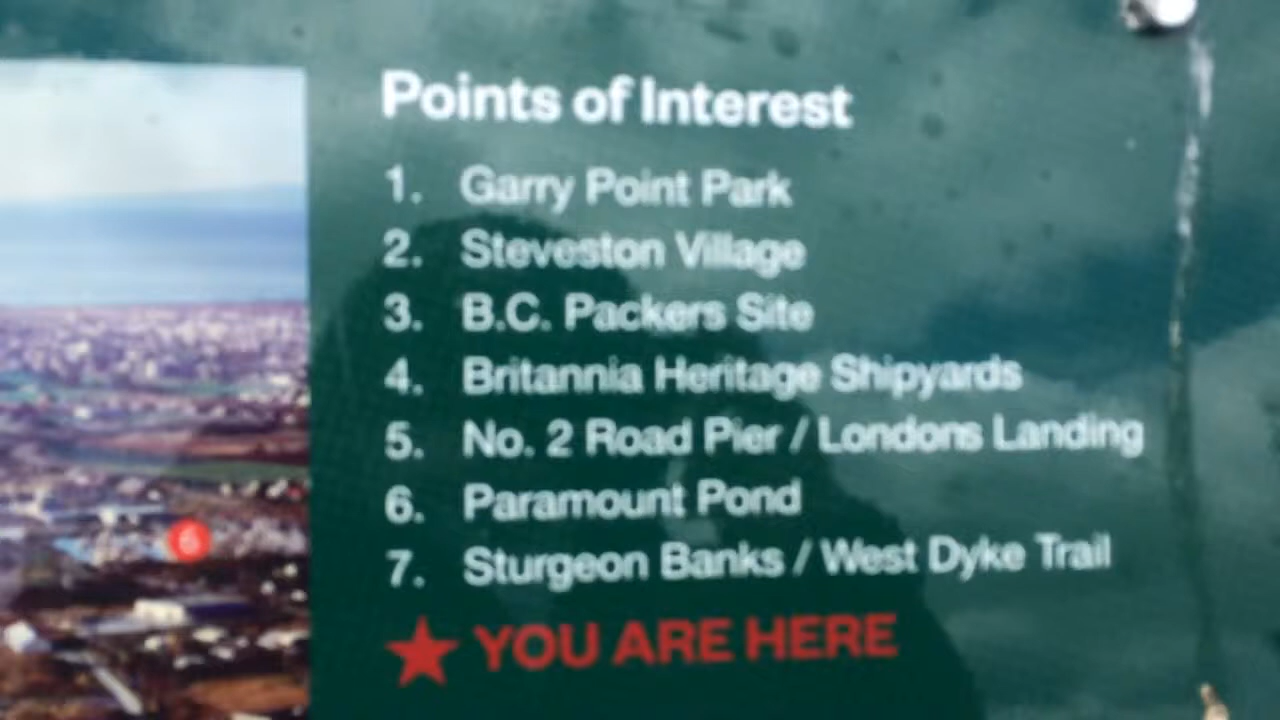 Points of Interest
1. Garry Point Park
2. Steveston Village
3. B.C. Packers Site
4. Britannia Heritage Shipyards
5. No. 2 Road Pier / Londons Landing
6. Paramount Pond
7. Sturgeon Banks / West Dyke Trail
YOU ARE HERE
6